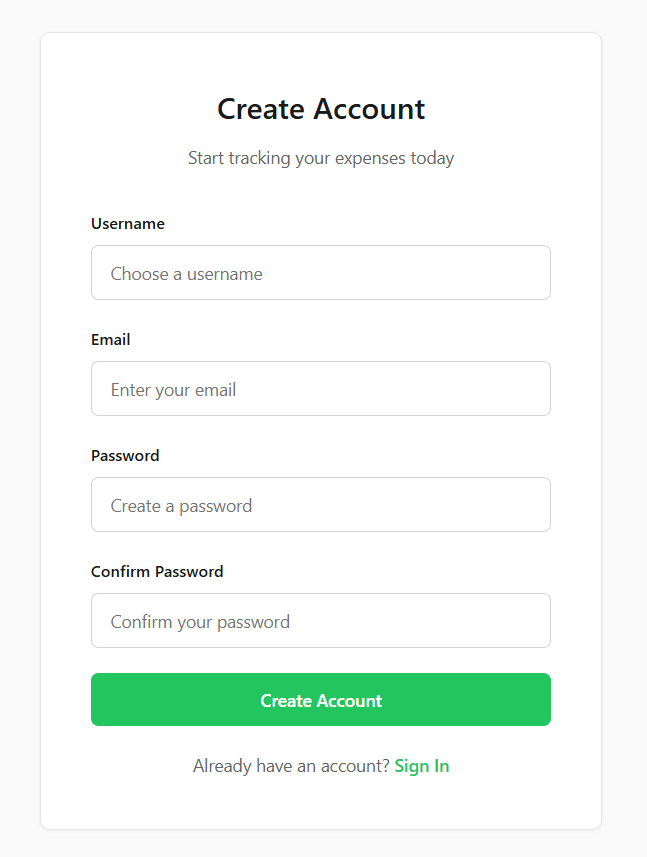 Create Account
Start tracking your expenses today
Username
Choose a username
Email
Enter your email
Password
Create a password
Confirm Password
Confirm your password
Create Account
Already have an account? Sign In